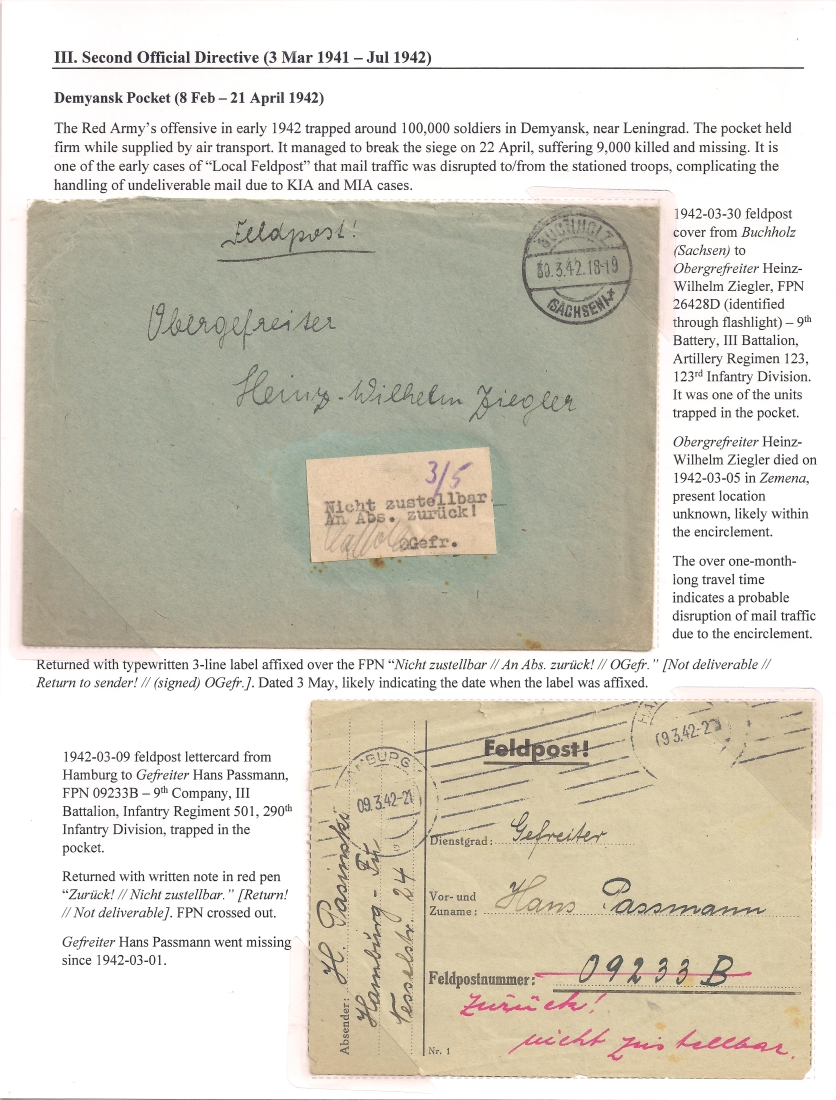 III. Second Official Directive (3 Mar 1941 – Jul 1942)
Demyansk Pocket (8 Feb – 21 April 1942)
The Red Army's offensive in early 1942 trapped around 100,000 soldiers in Demyansk, near Leningrad. The pocket held
firm while supplied by air transport. It managed to break the siege on 22 April, suffering 9,000 killed and missing. It is
one of the early cases of “Local Feldpost” that mail traffic was disrupted to/from the stationed troops, complicating the
handling of undeliverable mail due to KIA and MIA cases.
Feldpost!
BUCHHOLZ
30.3.42.18-19
(SACHSEN)
Obergefreiter
Heinz-Wilhelm Ziegler
3/5
Nicht zustellbar
An Abs. zurück!
OGefr.
1942-03-30 feldpost
cover from Buchholz
(Sachsen) to
Obergrefreiter Heinz-
Wilhelm Ziegler, FPN
26428D (identified
through flashlight) – 9th
Battery, III Battalion,
Artillery Regimen 123,
123rd Infantry Division.
It was one of the units
trapped in the pocket.
Obergrefreiter Heinz-
Wilhelm Ziegler died on
1942-03-05 in Zemena,
present location
unknown, likely within
the encirclement.
The over one-month-
long travel time
indicates a probable
disruption of mail traffic
due to the encirclement.
Returned with typewritten 3-line label affixed over the FPN “Nicht zustellbar // An Abs. zurück! // OGefr.” [Not deliverable //
Return to sender! // (signed) OGefr.]. Dated 3 May, likely indicating the date when the label was affixed.
1942-03-09 feldpost lettercard from
Hamburg to Gefreiter Hans Passmann,
FPN 09233B – 9th Company, III
Battalion, Infantry Regiment 501, 290th
Infantry Division, trapped in the
pocket.
Returned with written note in red pen
“Zurück! // Nicht zustellbar.” [Return!
// Not deliverable]. FPN crossed out.
Gefreiter Hans Passmann went missing
since 1942-03-01.
HAMBURG
09.3.42-21
Absender: H. Pasinski
Hamburg-Fu
Tesselstr. 24
Feldpost!
Dienstgrad: Gefreiter
Vor- und
Zuname: Hans Passmann
Feldpostnummer: 09233 B
Zurück!
nicht zustellbar.
Nr. 1